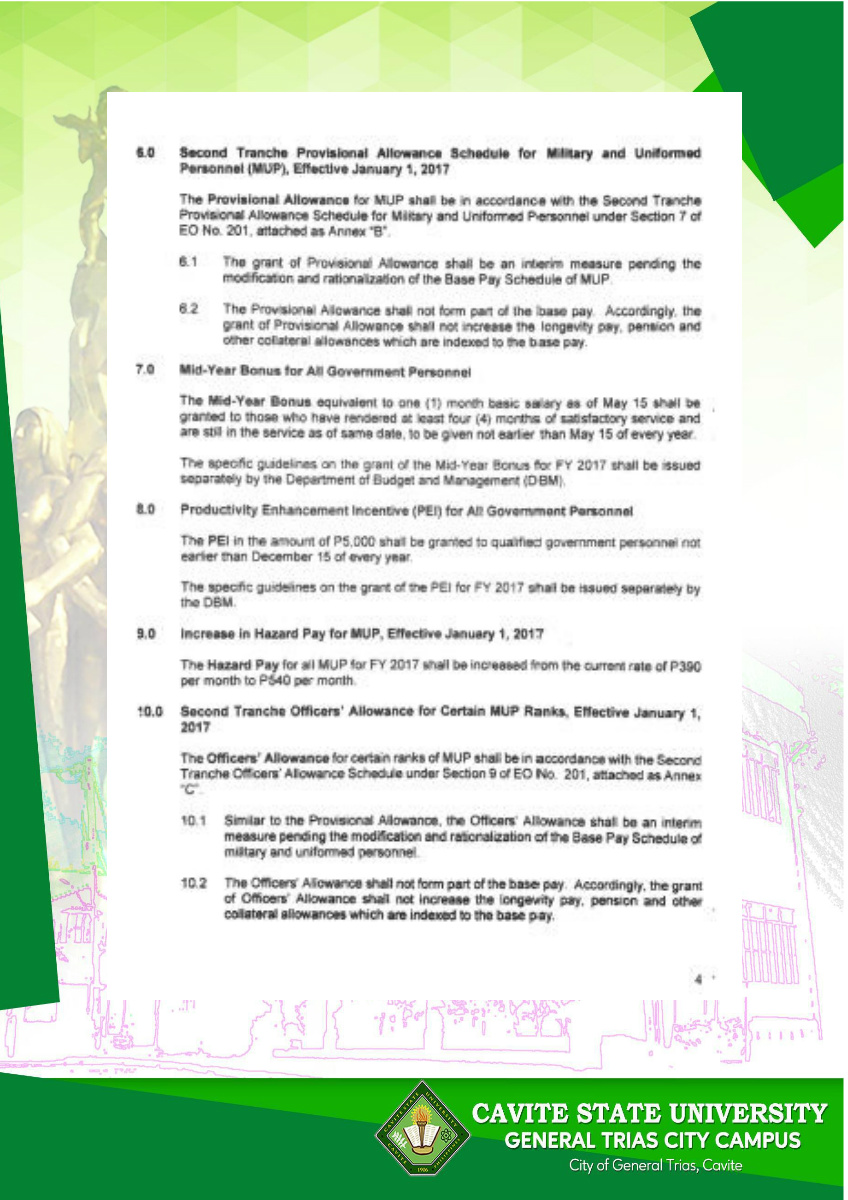 6.0 Second Tranche Provisional Allowance Schedule for Military and Uniformed
Personnel (MUP), Effective January 1, 2017
The Provisional Allowance for MUP shall be in accordance with the Second Tranche
Provisional Allowance Schedule for Military and Uniformed Personnel under Section 7 of
EO No. 201, attached as Annex "B".
6.1 The grant of Provisional Allowance shall be an interim measure pending the
modification and rationalization of the Base Pay Schedule of MUP.
6.2 The Provisional Allowance shall not form part of the base pay. Accordingly, the
grant of Provisional Allowance shall not increase the longevity pay, pension and
other collateral allowances which are indexed to the base pay.
7.0 Mid-Year Bonus for All Government Personnel
The Mid-Year Bonus equivalent to one (1) month basic salary as of May 15 shall be
granted to those who have rendered at least four (4) months of satisfactory service and
are still in the service as of same date, to be given not earlier than May 15 of every year.
The specific guidelines on the grant of the Mid-Year Bonus for FY 2017 shall be issued
separately by the Department of Budget and Management (DBM).
8.0 Productivity Enhancement Incentive (PEI) for All Government Personnel
The PEI in the amount of P5,000 shall be granted to qualified government personnel not
earlier than December 15 of every year.
The specific guidelines on the grant of the PEI for FY 2017 shall be issued separately by
the DBM.
9.0 Increase in Hazard Pay for MUP, Effective January 1, 2017
The Hazard Pay for all MUP for FY 2017 shall be increased from the current rate of P390
per month to P540 per month.
10.0 Second Tranche Officers' Allowance for Certain MUP Ranks, Effective January 1,
2017
The Officers' Allowance for certain ranks of MUP shall be in accordance with the Second
Tranche Officers' Allowance Schedule under Section 9 of EO No. 201, attached as Annex
"C".
10.1 Similar to the Provisional Allowance, the Officers' Allowance shall be an interim
measure pending the modification and rationalization of the Base Pay Schedule of
military and uniformed personnel.
10.2 The Officers' Allowance shall not form part of the base pay. Accordingly, the grant
of Officers' Allowance shall not increase the longevity pay, pension and other
collateral allowances which are indexed to the base pay.
4
CAVITE STATE UNIVERSITY
CAVITE STATE UNIVERSITY
GENERAL TRIAS CITY CAMPUS
City of General Trias, Cavite
1906